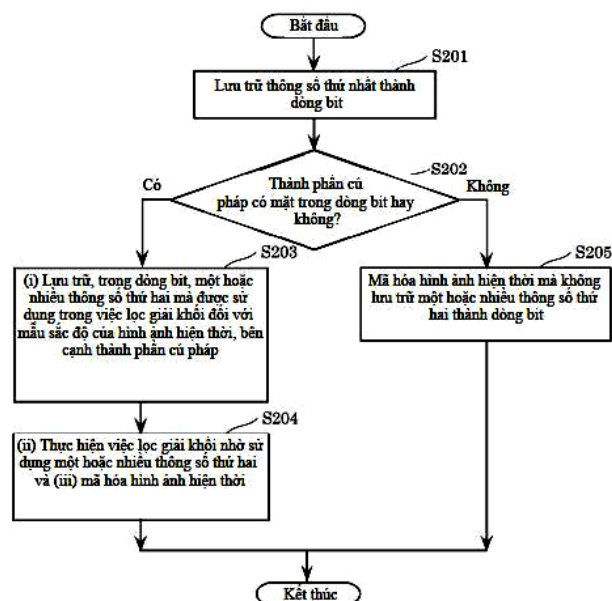 Bắt đầu
S201
Lưu trữ thông số thứ nhất thành
dòng bit
S202
Thành phần cú
pháp có mặt trong dòng bit hay
không?
Có
Không
S203
(i) Lưu trữ, trong dòng bit, một hoặc
nhiều thông số thứ hai mà được sử
dụng trong việc lọc giải khối đối với
mẫu sắc độ của hình ảnh hiện thời, bên
cạnh thành phần cú pháp
S205
Mã hóa hình ảnh hiện thời mà không
lưu trữ một hoặc nhiều thông số thứ
hai thành dòng bit
S204
(ii) Thực hiện việc lọc giải khối nhờ sử
dụng một hoặc nhiều thông số thứ hai
và (iii) mã hóa hình ảnh hiện thời
Kết thúc